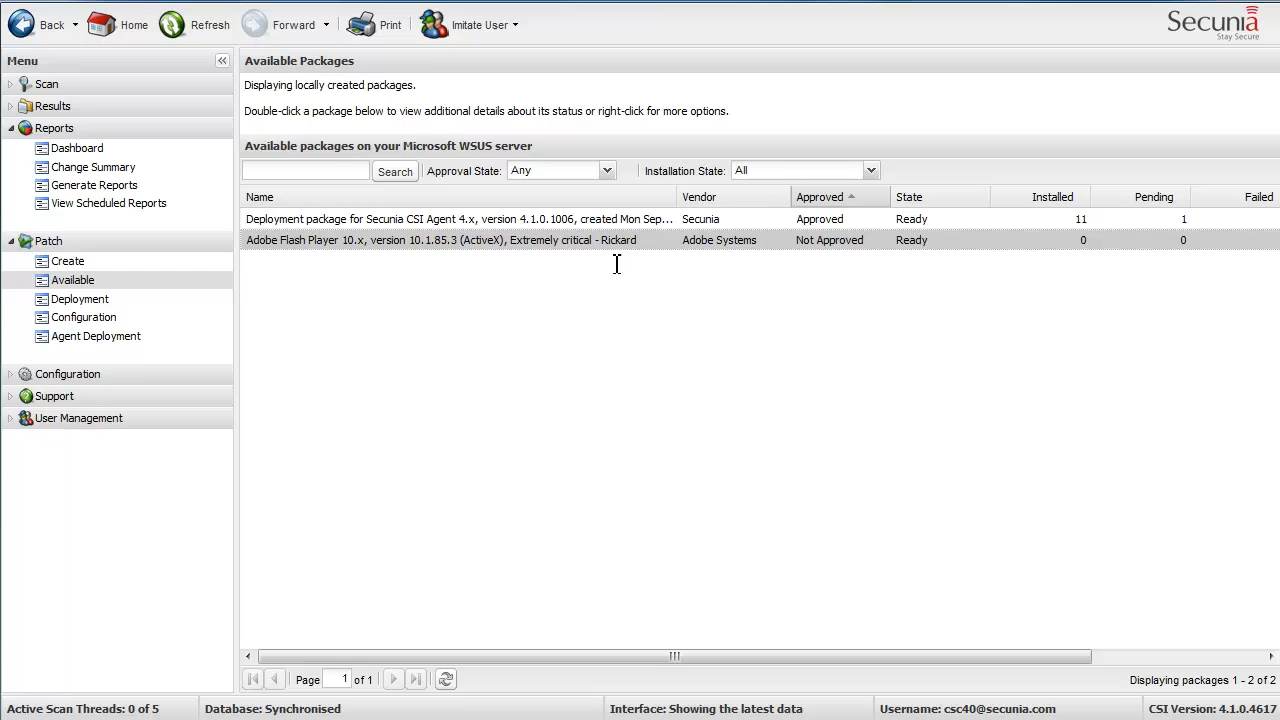 Back Home Refresh Forward Print Imitate User
Secunia
Stay Secure
Menu
Scan
Results
Reports
Dashboard
Change Summary
Generate Reports
View Scheduled Reports
Patch
Create
Available
Deployment
Configuration
Agent Deployment
Configuration
Support
User Management
Available Packages
Displaying locally created packages.
Double-click a package below to view additional details about its status or right-click for more options.
Available packages on your Microsoft WSUS server
Search Approval State: Any Installation State: All
Name Vendor Approved State Installed Pending Failed
Deployment package for Secunia CSI Agent 4.x, version 4.1.0.1006, created Mon Sep... Secunia Approved Ready 11 1
Adobe Flash Player 10.x, version 10.1.85.3 (ActiveX), Extremely critical - Rickard Adobe Systems Not Approved Ready 0 0
Page 1 of 1 Displaying packages 1 - 2 of 2
Active Scan Threads: 0 of 5 Database: Synchronised Interface: Showing the latest data Username: csc40@secunia.com CSI Version: 4.1.0.4617